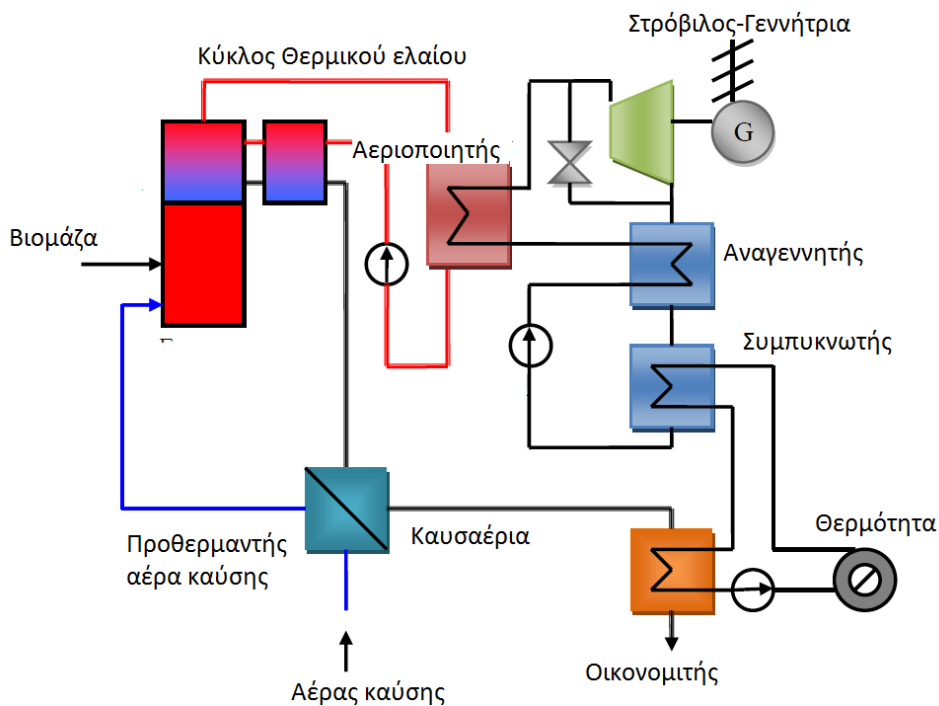 Στρόβιλος-Γεννήτρια
Κύκλος Θερμικού ελαίου
G
Αεριοποιητής
Βιομάζα
Αναγεννητής
Συμπυκνωτής
Θερμότητα
Καυσαέρια
Προθερμαντής
αέρα καύσης
Οικονομιτής
Αέρας καύσης